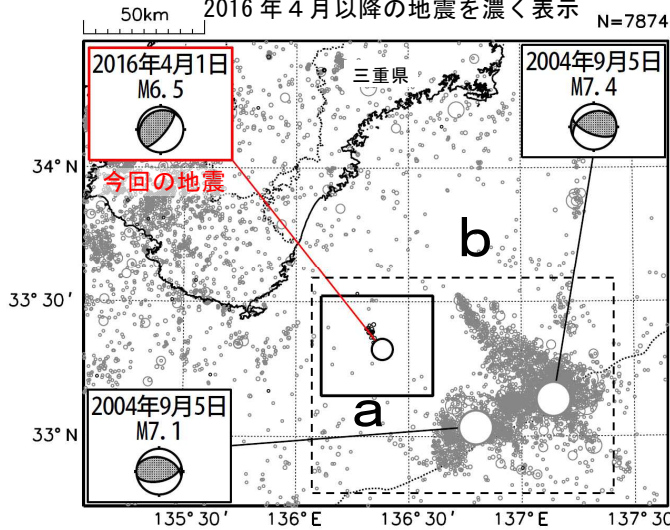 2016年4月以降の地震を濃く表示
50km
N=7874
2016年4月1日
M6.5
三重県
2004年9月5日
M7.4
34°N
今回の地震
b
33°30′
a
2004年9月5日
M7.1
33°N
135°30′
136°E
136°30′
137°E
137°30′